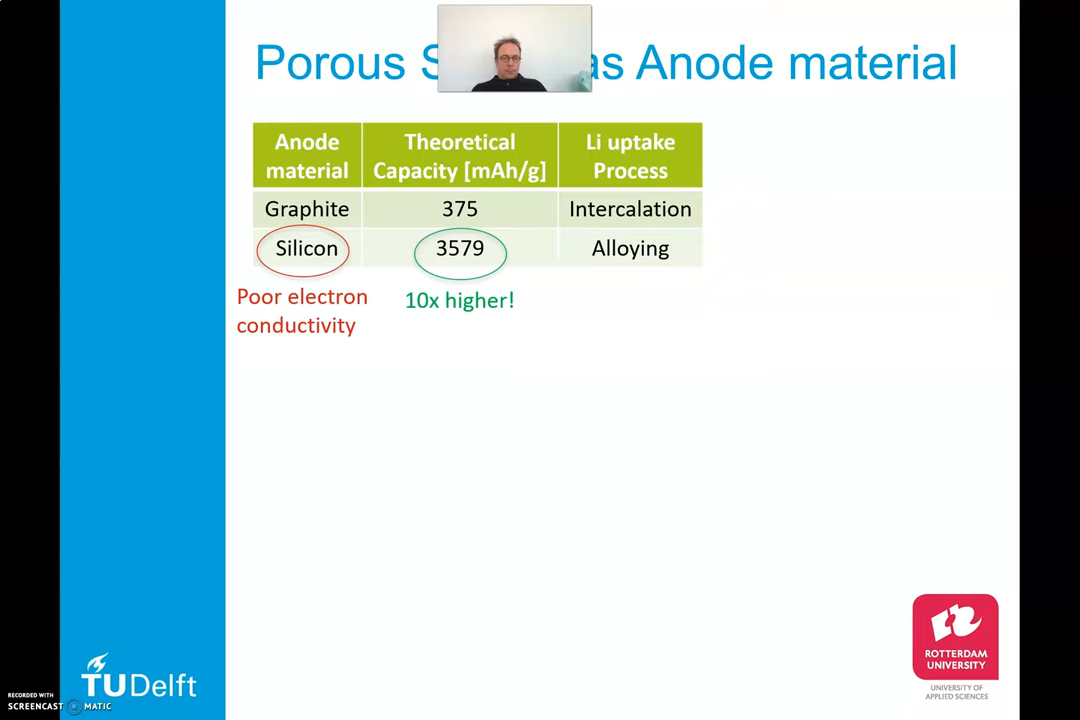 Porous S as Anode material
Anode material
Theoretical Capacity [mAh/g]
Li uptake Process
Graphite 375 Intercalation
Silicon 3579 Alloying
Poor electron
conductivity
10x higher!
TUDelft
ROTTERDAM
UNIVERSITY
UNIVERSITY OF
APPLIED SCIENCES
RECORDED WITH
SCREENCAST MATIC